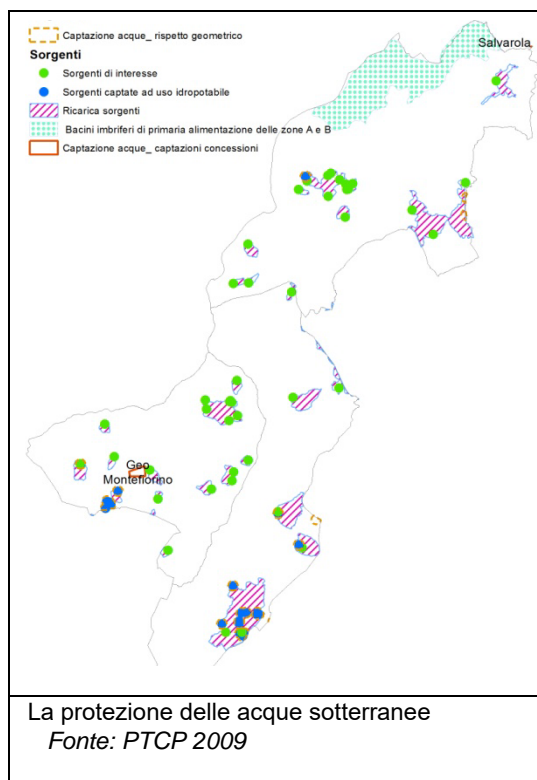 Captazione acque_ rispetto geometrico
Salvarola
Sorgenti
Sorgenti di interesse
Sorgenti captate ad uso idropotabile
Ricarica sorgenti
Bacini imbriferi di primaria alimentazione delle zone A e B
Captazione acque_ captazioni concessioni
Geo
Montefiorino
La protezione delle acque sotterranee
Fonte: PTCP 2009